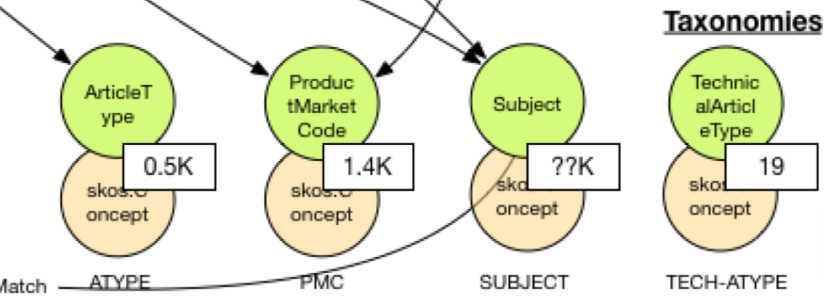 Taxonomies
ArticleT
ype
Produc
tMarket
Code
Subject
Technic
alArticl
eType
0.5K
1.4K
??K
19
skos:C
oncept
skos:C
oncept
sko
oncept
skos
oncept
Match
ATYPE
PMC
SUBJECT
TECH-ATYPE